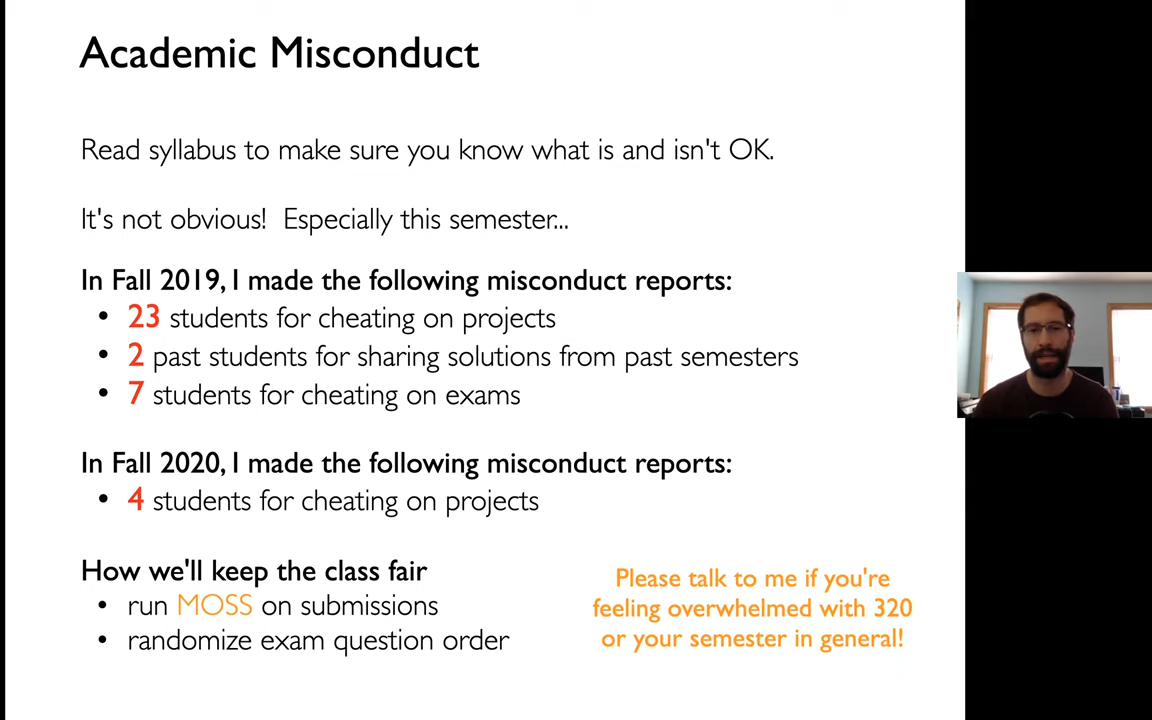 Academic Misconduct
Read syllabus to make sure you know what is and isn't OK.
It's not obvious!  Especially this semester...
In Fall 2019, I made the following misconduct reports:
• 23 students for cheating on projects
• 2 past students for sharing solutions from past semesters
• 7 students for cheating on exams
In Fall 2020, I made the following misconduct reports:
• 4 students for cheating on projects
How we'll keep the class fair
• run MOSS on submissions
• randomize exam question order
Please talk to me if you're
feeling overwhelmed with 320
or your semester in general!